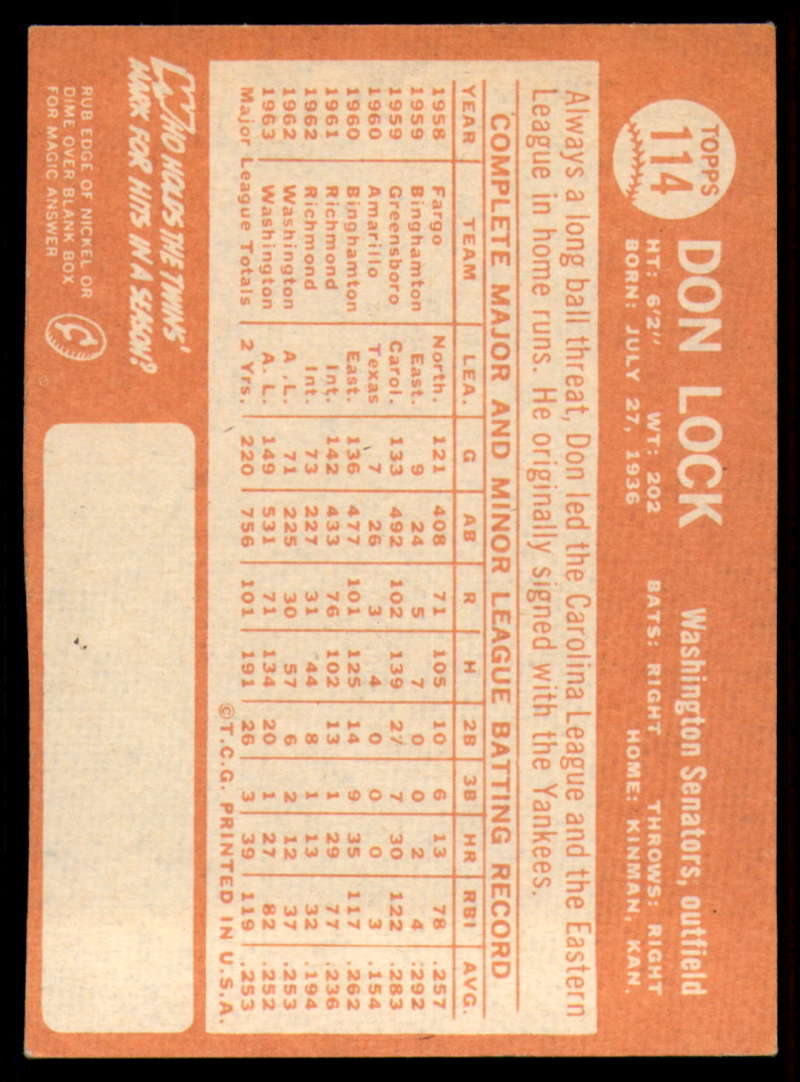 TOPPS
114
DON LOCK
Washington Senators, outfield
HT: 6'2" WT: 202 BATS: RIGHT THROWS: RIGHT
BORN: JULY 27, 1936 HOME: KINMAN, KAN.
Always a long ball threat, Don led the Carolina League and the Eastern
League in home runs. He originally signed with the Yankees.
COMPLETE MAJOR AND MINOR LEAGUE BATTING RECORD
YEAR TEAM LEA. G AB R H 2B 3B HR RBI AVG.
1958 Fargo North. 121 408 71 105 10 6 13 78 .257
1959 Binghamton East. 9 24 5 7 0 0 2 4 .292
1959 Greensboro Carol. 133 492 102 139 27 7 30 122 .283
1960 Amarillo Texas 7 26 3 4 0 0 0 3 .154
1960 Binghamton East. 136 477 101 125 14 9 35 117 .262
1961 Richmond Int. 142 433 76 102 13 1 29 77 .236
1962 Richmond Int. 73 227 31 44 8 1 13 32 .194
1962 Washington A.L. 71 225 30 57 6 2 12 37 .253
1963 Washington A. L. 149 531 71 134 20 1 27 82 .252
Major League Totals 2 Yrs. 220 756 101 191 26 3 39 119 .253
©T.C.G. PRINTED IN U.S.A.
WHO HOLDS THE TWINS'
MARK FOR HITS IN A SEASON?
RUB EDGE OF NICKEL OR
DIME OVER BLANK BOX
FOR MAGIC ANSWER